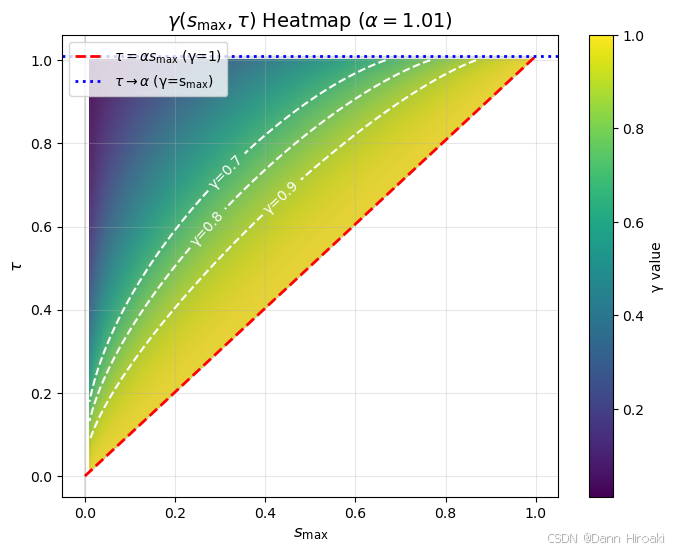 γ(s_max, τ) Heatmap (α = 1.01)
τ = αs_max (γ=1)
τ → α (γ=s_max)
γ=0.7
γ=0.8
γ=0.9
1.0
0.8
0.6
0.4
0.2
0.0
τ
0.0 0.2 0.4 0.6 0.8 1.0
s_max
1.0
0.8
0.6
0.4
0.2
γ value
CSDN @Dann Hiroaki